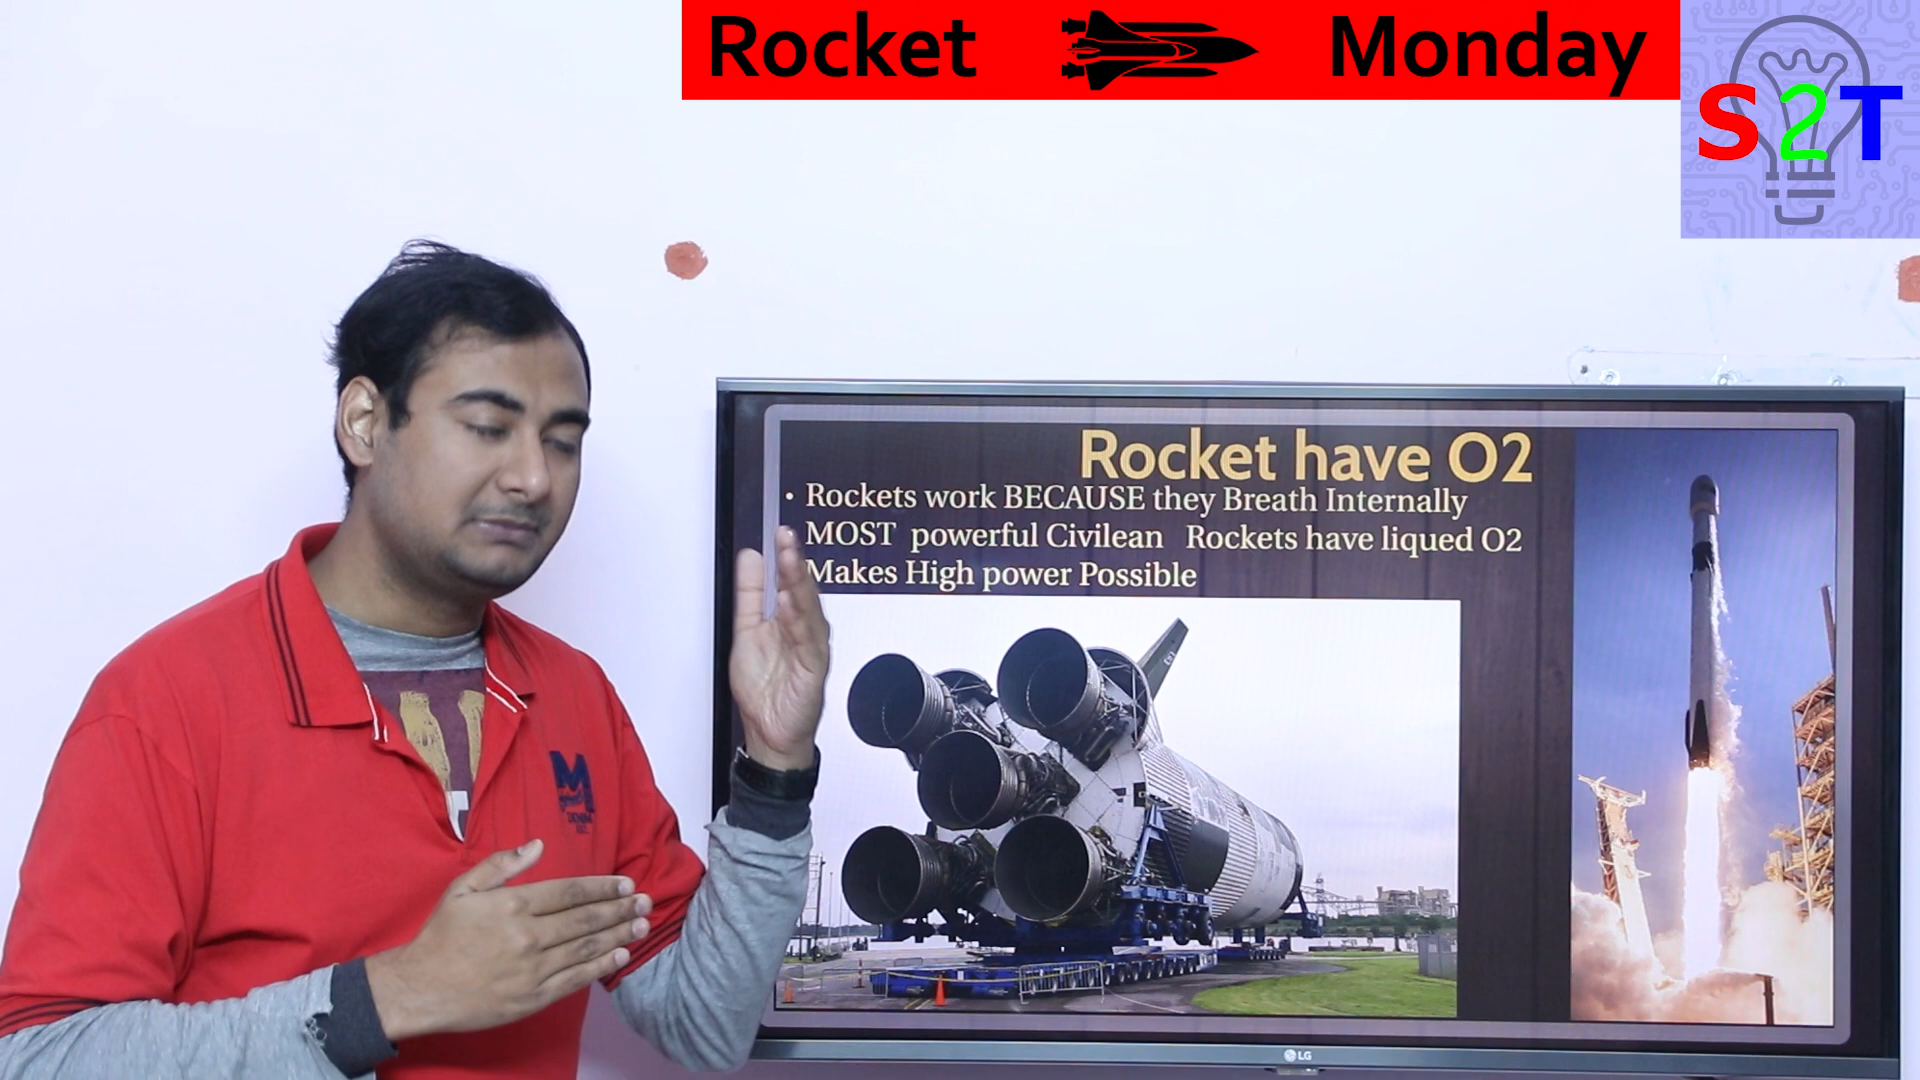 Rocket Monday
S2T
Rocket have O2
• Rockets work BECAUSE they Breath Internally
MOST powerful Civilean Rockets have liqued O2
Makes High power Possible
M
LG